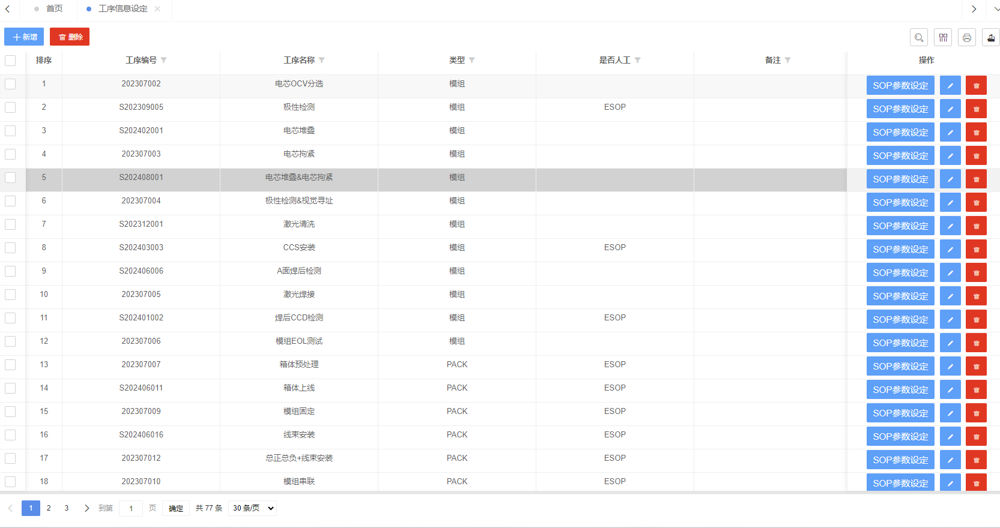 首页 工序信息设定
新增 删除
排序 工序编号 工序名称 类型 是否人工 备注 操作
1 202307002 电芯OCV分选 模组 SOP参数设定
2 S202309005 极性检测 模组 ESOP SOP参数设定
3 S202402001 电芯堆叠 模组 SOP参数设定
4 202307003 电芯拘紧 模组 SOP参数设定
5 S202408001 电芯堆叠&电芯拘紧 模组 SOP参数设定
6 202307004 极性检测&视觉寻址 模组 SOP参数设定
7 S202312001 激光清洗 模组 SOP参数设定
8 S202403003 CCS安装 模组 ESOP SOP参数设定
9 S202406006 A面焊后检测 模组 SOP参数设定
10 202307005 激光焊接 模组 SOP参数设定
11 S202401002 焊后CCD检测 模组 ESOP SOP参数设定
12 202307006 模组EOL测试 模组 SOP参数设定
13 202307007 箱体预处理 PACK ESOP SOP参数设定
14 S202406011 箱体上线 PACK ESOP SOP参数设定
15 202307009 模组固定 PACK ESOP SOP参数设定
16 S202406016 线束安装 PACK ESOP SOP参数设定
17 202307012 总正总负+线束安装 PACK ESOP SOP参数设定
18 202307010 模组串联 PACK ESOP SOP参数设定
1 2 3 到第 1 页 确定 共 77 条 30 条/页